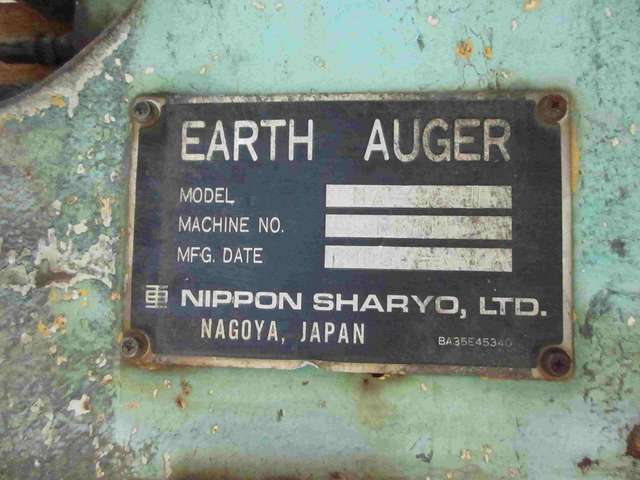 EARTH AUGER
MODEL
MACHINE NO.
MFG. DATE
NIPPON SHARYO, LTD.
NAGOYA, JAPAN
BA35E45340